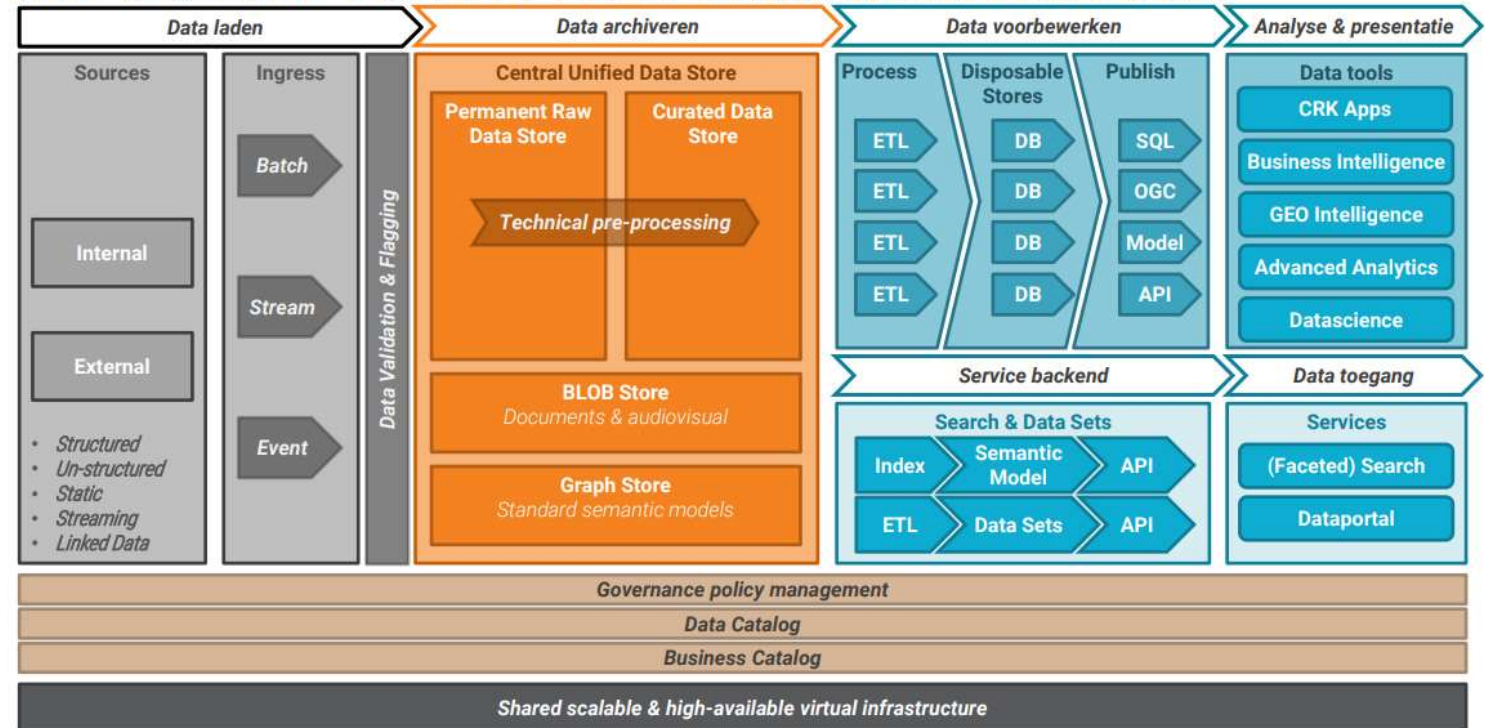 Data laden
Data archiveren
Data voorbewerken
Analyse & presentatie
Sources
Internal
External
• Structured
• Un-structured
• Static
• Streaming
• Linked Data
Ingress
Batch
Stream
Event
Data Validation & Flagging
Central Unified Data Store
Permanent Raw
Data Store
Curated Data
Store
Technical pre-processing
BLOB Store
Documents & audiovisual
Graph Store
Standard semantic models
Process
ETL
ETL
ETL
ETL
Disposable
Stores
DB
DB
DB
DB
Publish
SQL
OGC
Model
API
Data tools
CRK Apps
Business Intelligence
GEO Intelligence
Advanced Analytics
Datascience
Service backend
Data toegang
Search & Data Sets
Index
Semantic
Model
API
ETL
Data Sets
API
Services
(Faceted) Search
Dataportal
Governance policy management
Data Catalog
Business Catalog
Shared scalable & high-available virtual infrastructure